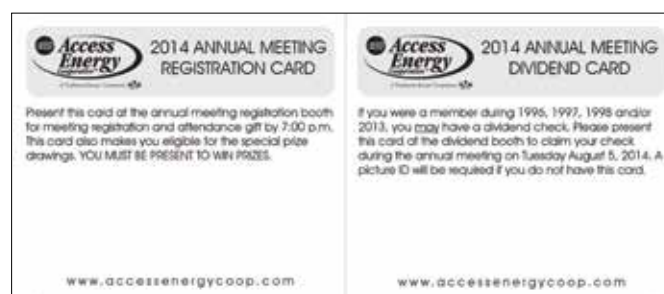 Access
Energy
Cooperative
2014 ANNUAL MEETING
REGISTRATION CARD
Present this card at the annual meeting registration booth
for meeting registration and attendance gift by 7:00 p.m.
This card also makes you eligible for the special prize
drawings. YOU MUST BE PRESENT TO WIN PRIZES.
www.accessenergycoop.com
Access
Energy
Cooperative
2014 ANNUAL MEETING
DIVIDEND CARD
If you were a member during 1996, 1997, 1998 and/or
2013, you may have a dividend check. Please present
this card at the dividend booth to claim your check
during the annual meeting on Tuesday August 5, 2014. A
picture ID will be required if you do not have this card.
www.accessenergycoop.com